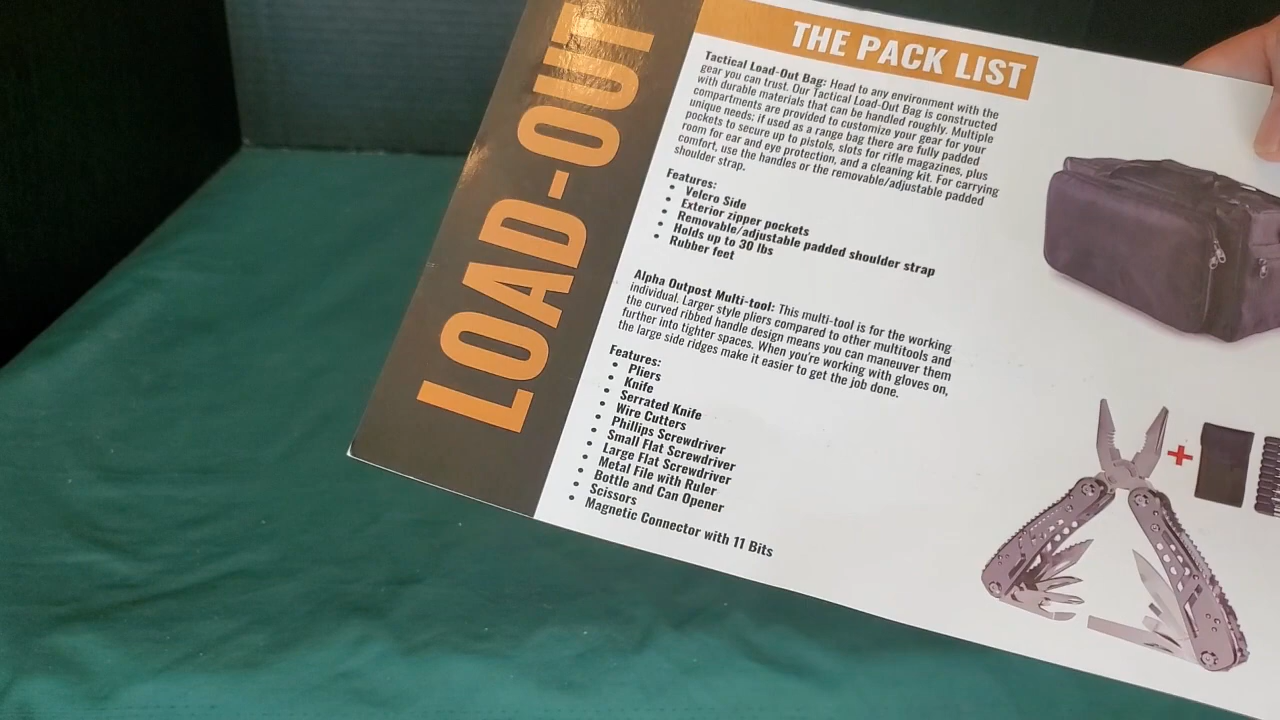 LOAD-OUT
THE PACK LIST
Tactical Load-Out Bag: Head to any environment with the
gear you can trust. Our Tactical Load-Out Bag is constructed
with durable materials that can be handled roughly. Multiple
compartments are provided to customize your gear for your
unique needs; if used as a range bag there are fully padded
pockets to secure up to pistols, slots for rifle magazines, plus
room for ear and eye protection, and a cleaning kit. For carrying
comfort, use the handles or the removable/adjustable padded
shoulder strap.
Features:
• Velcro Side
• Exterior zipper pockets
• Removable/adjustable padded shoulder strap
• Holds up to 30 lbs
• Rubber feet
Alpha Outpost Multi-tool: This multi-tool is for the working
individual. Larger style pliers compared to other multitools and
the curved ribbed handle design means you can maneuver them
further into tighter spaces. When you're working with gloves on,
the large side ridges make it easier to get the job done.
Features:
• Pliers
• Knife
• Serrated Knife
• Wire Cutters
• Phillips Screwdriver
• Small Flat Screwdriver
• Large Flat Screwdriver
• Metal File with Ruler
• Bottle and Can Opener
• Scissors
• Magnetic Connector with 11 Bits
+